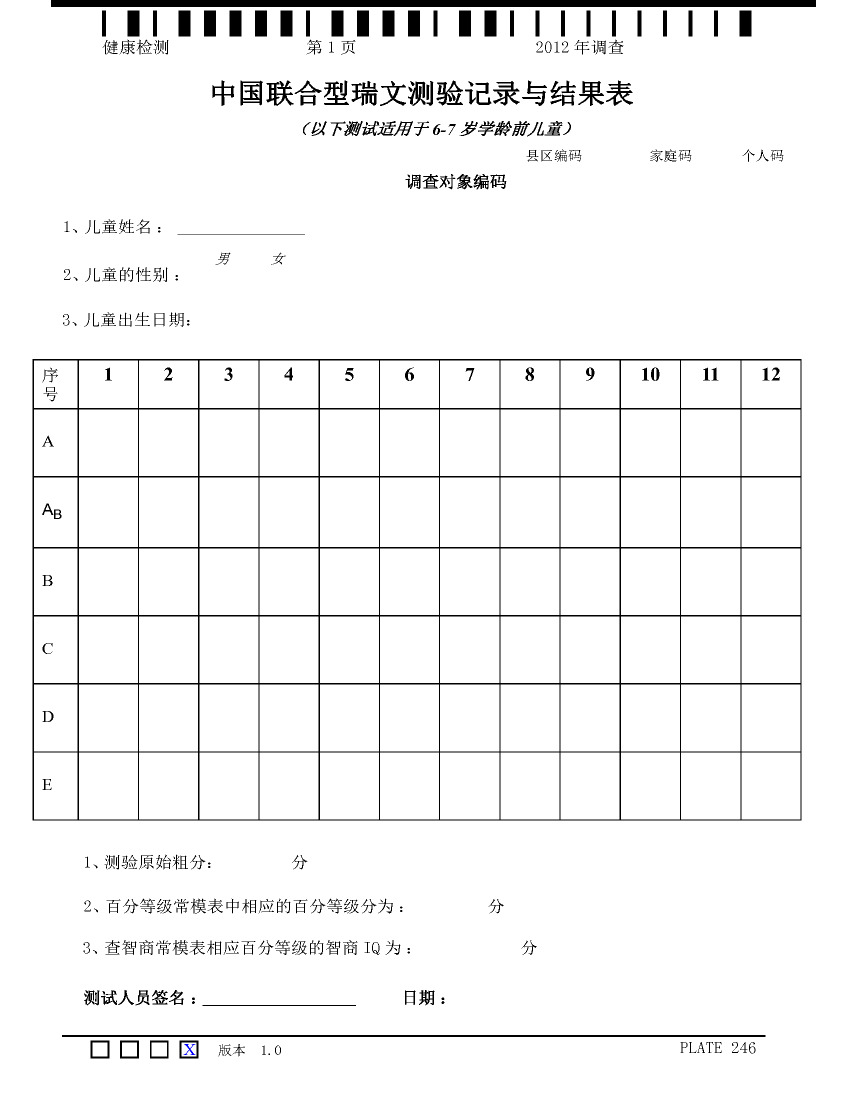 健康检测 第 1 页 2012 年调查
中国联合型瑞文测验记录与结果表
（以下测试适用于 6-7 岁学龄前儿童）
县区编码 家庭码 个人码
调查对象编码
1、儿童姓名：_______________
男 女
2、儿童的性别：
3、儿童出生日期：
序号 1 2 3 4 5 6 7 8 9 10 11 12
A
AB
B
C
D
E
1、测验原始粗分： 分
2、百分等级常模表中相应的百分等级分为： 分
3、查智商常模表相应百分等级的智商 IQ 为： 分
测试人员签名：__________________ 日期：
X 版本 1.0 PLATE 246